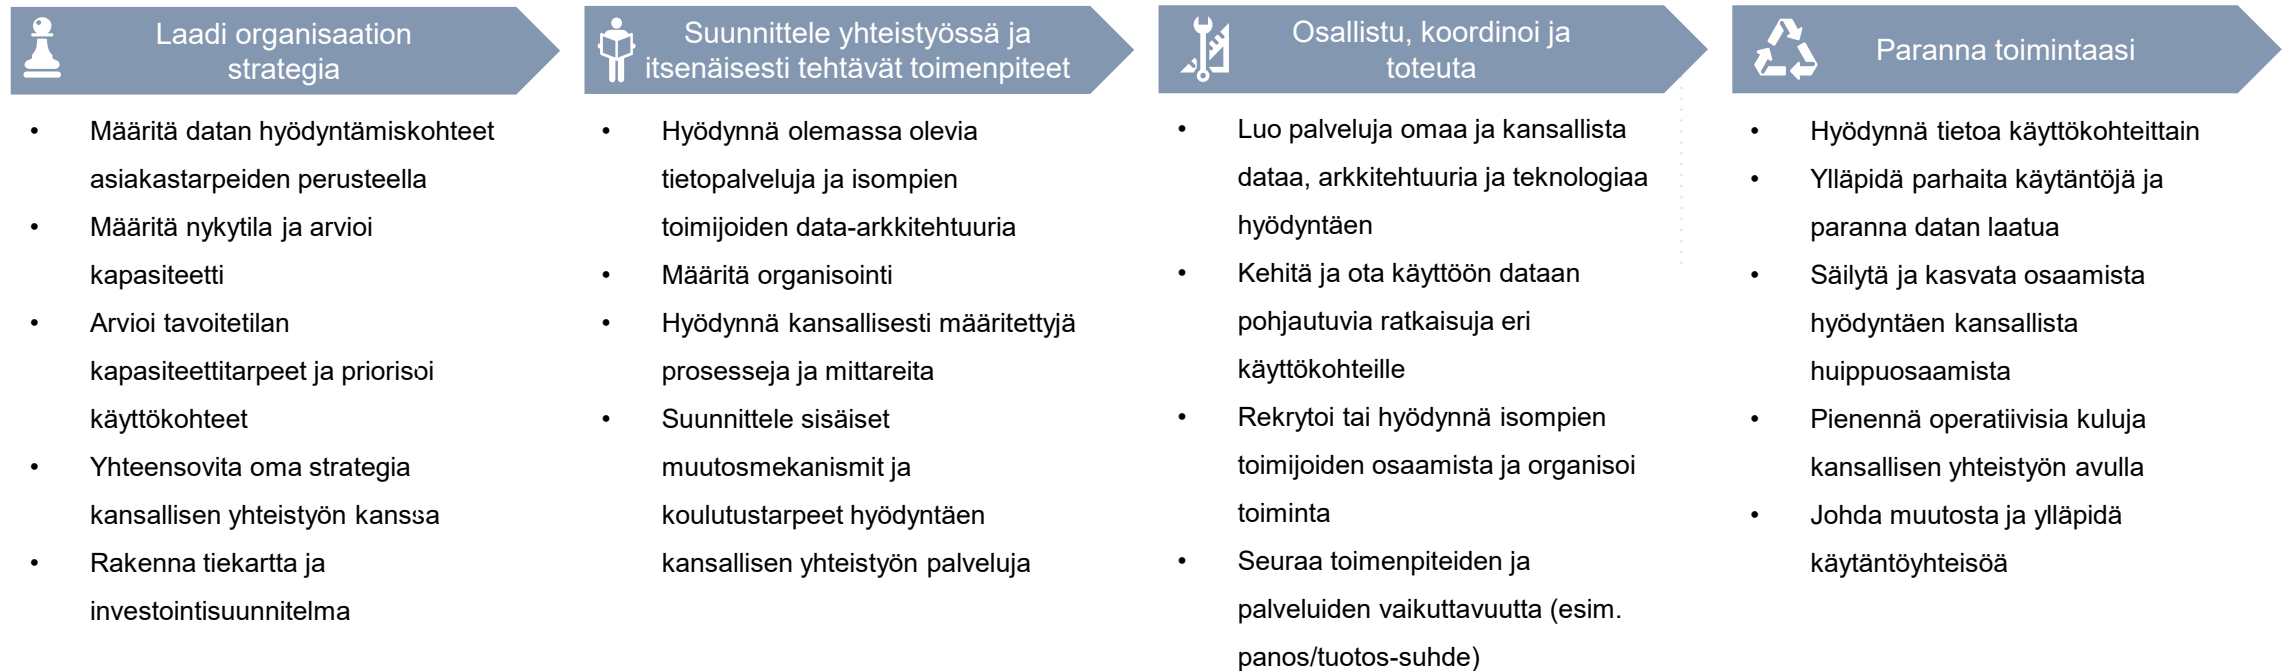 Laadi organisaation
strategia
• Määritä datan hyödyntämiskohteet
asiakastarpeiden perusteella
• Määritä nykytila ja arvioi
kapasiteetti
• Arvioi tavoitetilan
kapasiteettitarpeet ja priorisoi
käyttökohteet
• Yhteensovita oma strategia
kansallisen yhteistyön kanssa
• Rakenna tiekartta ja
investointisuunnitelma
Suunnittele yhteistyössä ja
itsenäisesti tehtävät toimenpiteet
• Hyödynnä olemassa olevia
tietopalveluja ja isompien
toimijoiden data-arkkitehtuuria
• Määritä organisointi
• Hyödynnä kansallisesti määritettyjä
prosesseja ja mittareita
• Suunnittele sisäiset
muutosmekanismit ja
koulutustarpeet hyödyntäen
kansallisen yhteistyön palveluja
Osallistu, koordinoi ja
toteuta
• Luo palveluja omaa ja kansallista
dataa, arkkitehtuuria ja teknologiaa
hyödyntäen
• Kehitä ja ota käyttöön dataan
pohjautuvia ratkaisuja eri
käyttökohteille
• Rekrytoi tai hyödynnä isompien
toimijoiden osaamista ja organisoi
toiminta
• Seuraa toimenpiteiden ja
palveluiden vaikuttavuutta (esim.
panos/tuotos-suhde)
Paranna toimintaasi
• Hyödynnä tietoa käyttökohteittain
• Ylläpidä parhaita käytäntöjä ja
paranna datan laatua
• Säilytä ja kasvata osaamista
hyödyntäen kansallista
huippuosaamista
• Pienennä operatiivisia kuluja
kansallisen yhteistyön avulla
• Johda muutosta ja ylläpidä
käytäntöyhteisöä